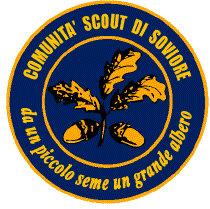 COMUNITA' SCOUT DI SOVIORE
da un piccolo seme un grande albero